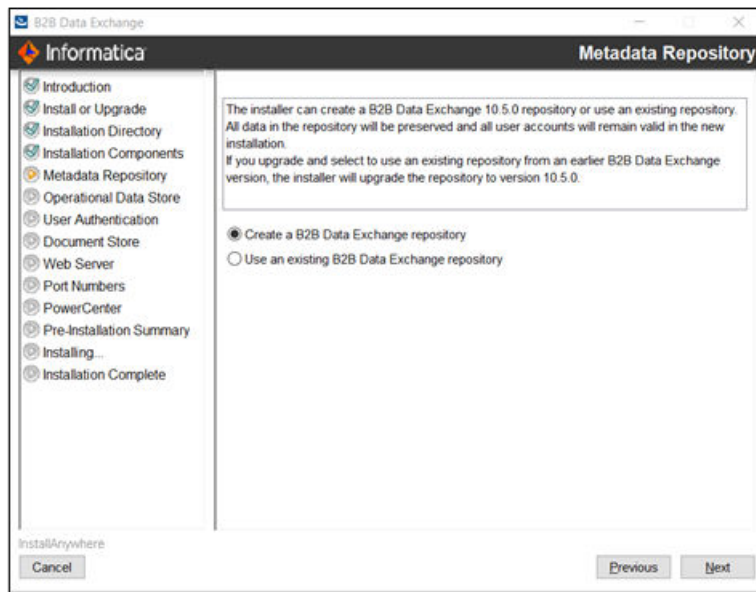 B2B Data Exchange
Informatica
Metadata Repository
Introduction
Install or Upgrade
Installation Directory
Installation Components
Metadata Repository
Operational Data Store
User Authentication
Document Store
Web Server
Port Numbers
PowerCenter
Pre-Installation Summary
Installing...
Installation Complete
The installer can create a B2B Data Exchange 10.5.0 repository or use an existing repository.
All data in the repository will be preserved and all user accounts will remain valid in the new
installation.
If you upgrade and select to use an existing repository from an earlier B2B Data Exchange
version, the installer will upgrade the repository to version 10.5.0.
Create a B2B Data Exchange repository
Use an existing B2B Data Exchange repository
InstallAnywhere
Cancel
Previous
Next